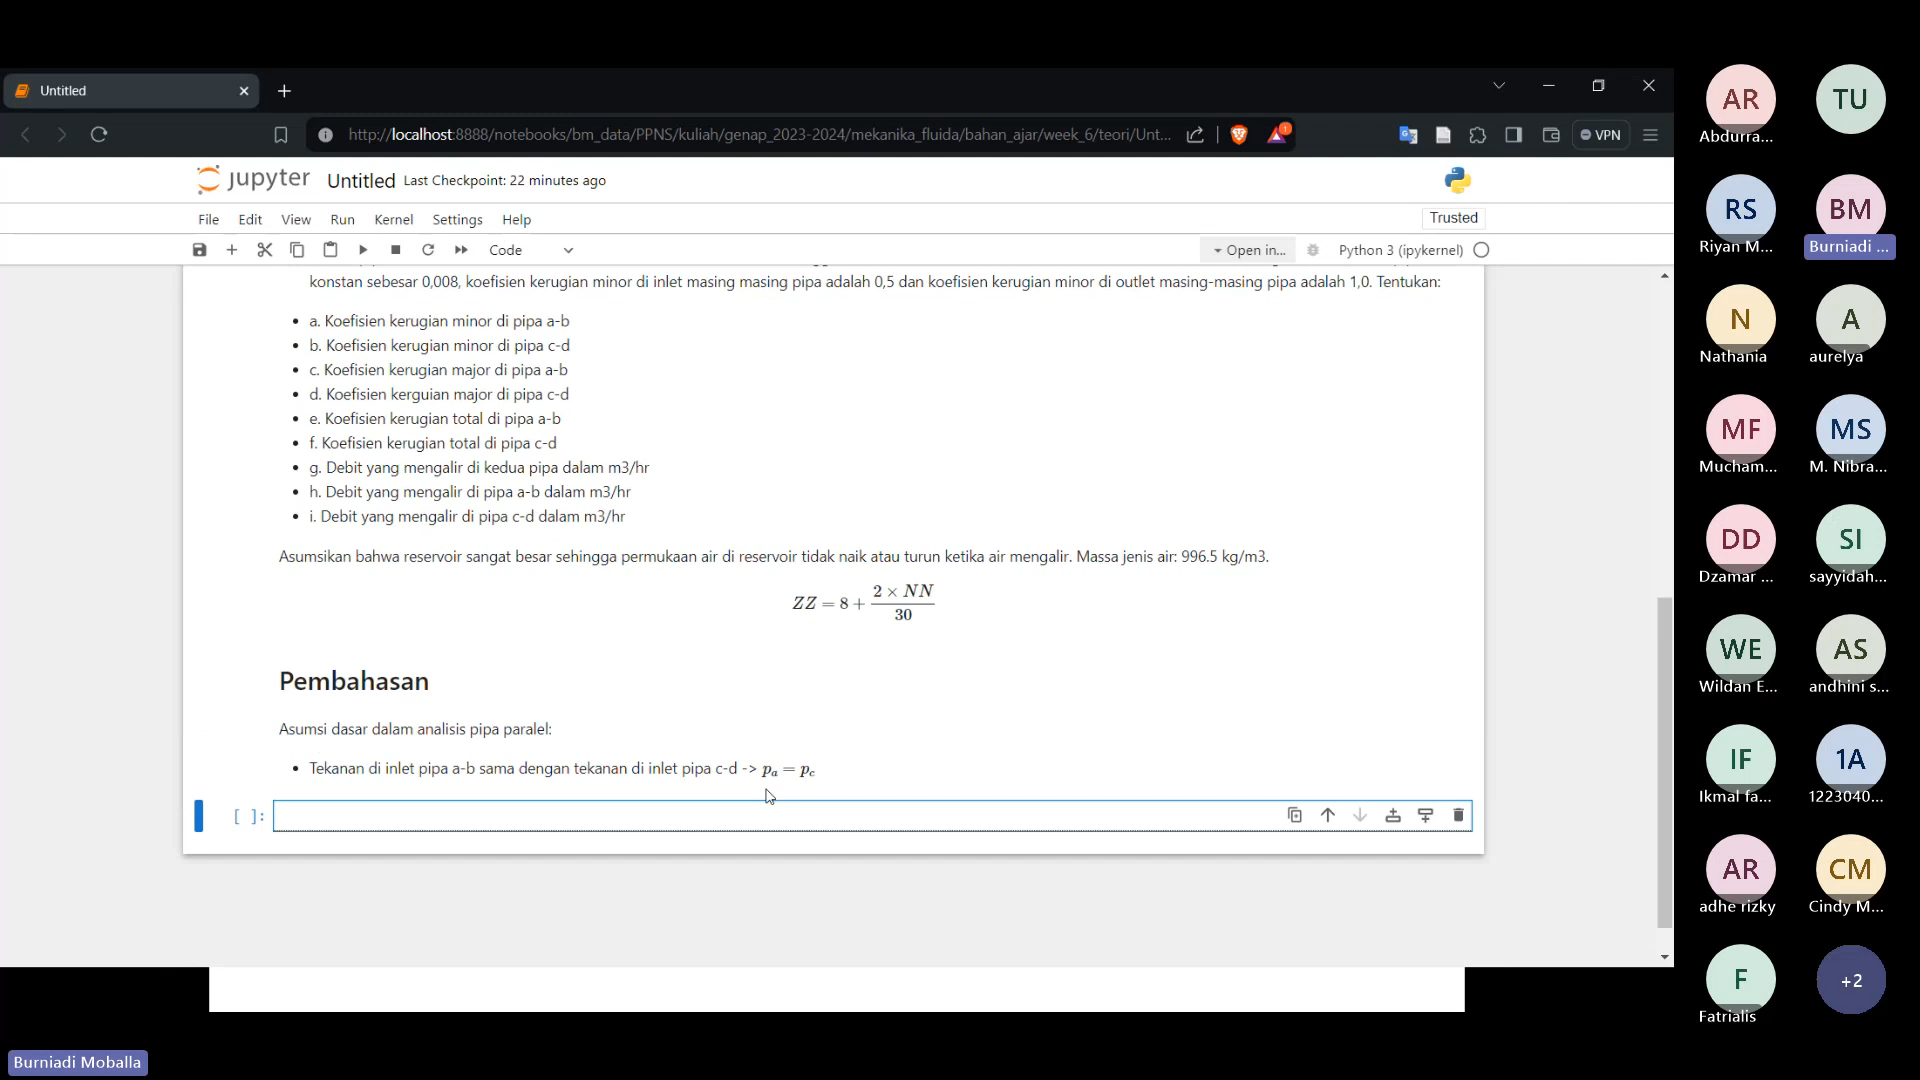 Untitled
http://localhost:8888/notebooks/bm_data/PPNS/kuliah/genap_2023-2024/mekanika_fluida/bahan_ajar/week_6/teori/Unt...
VPN
jupyter Untitled Last Checkpoint: 22 minutes ago
File Edit View Run Kernel Settings Help
Trusted
Code
Open in...
Python 3 (ipykernel)
konstan sebesar 0,008, koefisien kerugian minor di inlet masing masing pipa adalah 0,5 dan koefisien kerugian minor di outlet masing-masing pipa adalah 1,0. Tentukan:
• a. Koefisien kerugian minor di pipa a-b
• b. Koefisien kerugian minor di pipa c-d
• c. Koefisien kerugian major di pipa a-b
• d. Koefisien kerguian major di pipa c-d
• e. Koefisien kerugian total di pipa a-b
• f. Koefisien kerugian total di pipa c-d
• g. Debit yang mengalir di kedua pipa dalam m3/hr
• h. Debit yang mengalir di pipa a-b dalam m3/hr
• i. Debit yang mengalir di pipa c-d dalam m3/hr
Asumsikan bahwa reservoir sangat besar sehingga permukaan air di reservoir tidak naik atau turun ketika air mengalir. Massa jenis air: 996.5 kg/m3.
ZZ = 8 + 2 × NN / 30
Pembahasan
Asumsi dasar dalam analisis pipa paralel:
• Tekanan di inlet pipa a-b sama dengan tekanan di inlet pipa c-d -> pₐ = p_c
[ ]:
AR
Abdurra...
TU
RS
Riyan M...
BM
Burniadi ...
N
Nathania
A
aurelya
MF
Mucham...
MS
M. Nibra...
DD
Dzamar ...
SI
sayyidah...
WE
Wildan E...
AS
andhini s...
IF
Ikmal fa...
1A
1223040...
AR
adhe rizky
CM
Cindy M...
F
Fatrialis
+2
Burniadi Moballa